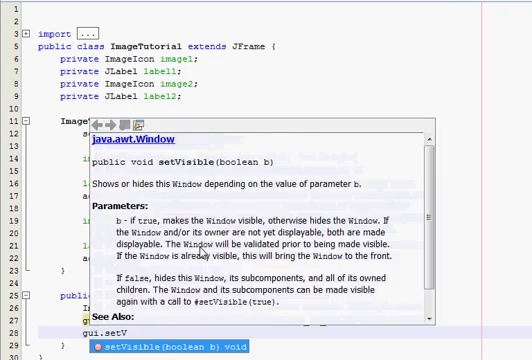 1
2
3 import ...
5 public class ImageTutorial extends JFrame {
6 private ImageIcon image1;
7 private JLabel label1;
8 private ImageIcon image2;
9 private JLabel label2;
10
11 Image
12 se
13
14
15
16
17 ad
18
19
20
21
22 ad
23 }
24
25 public
26 Im
27 g
28 gui.setV
29 }
java.awt.Window
public void setVisible(boolean b)
Shows or hides this Window depending on the value of parameter b.
Parameters:
b - if true, makes the Window visible, otherwise hides the Window. If
the Window and/or its owner are not yet displayable, both are made
displayable. The Window will be validated prior to being made visible.
If the Window is already visible, this will bring the Window to the front.
If false, hides this Window, its subcomponents, and all of its owned
children. The Window and its subcomponents can be made visible
again with a call to #setVisible(true).
See Also:
setVisible(boolean b) void